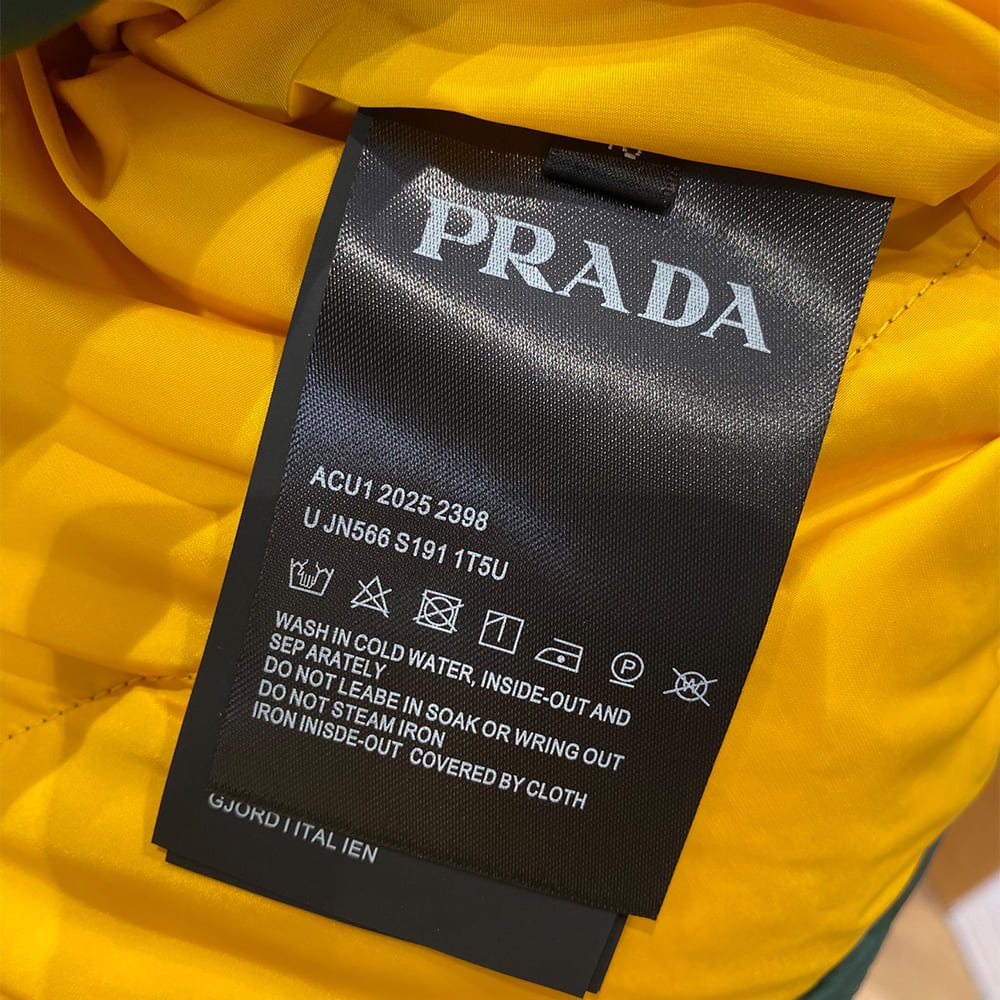 PRADA
ACU1 2025 2398
U JN566 S191 1T5U
P
W
WASH IN COLD WATER, INSIDE-OUT AND
SEP ARATELY
DO NOT LEABE IN SOAK OR WRING OUT
DO NOT STEAM IRON
IRON INISDE-OUT COVERED BY CLOTH
GJORD I ITAL IEN